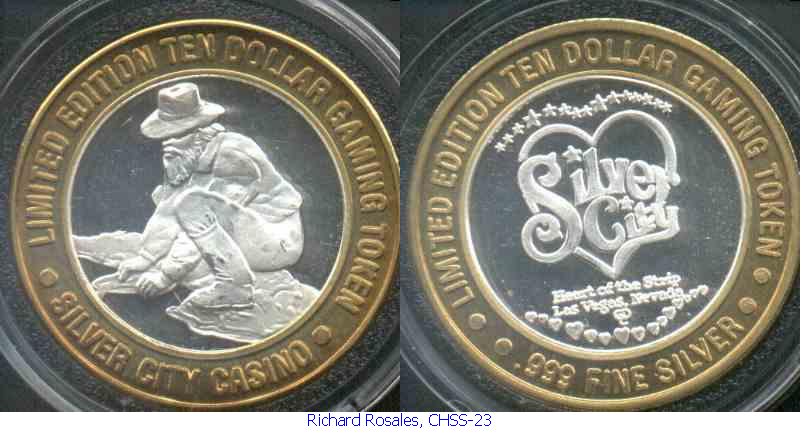 LIMITED EDITION TEN DOLLAR GAMING TOKEN
• SILVER CITY CASINO •
LIMITED EDITION TEN DOLLAR GAMING TOKEN
Silver
City
Heart of the Strip
Las Vegas, Nevada
.999 FINE SILVER
Richard Rosales, CHSS-23